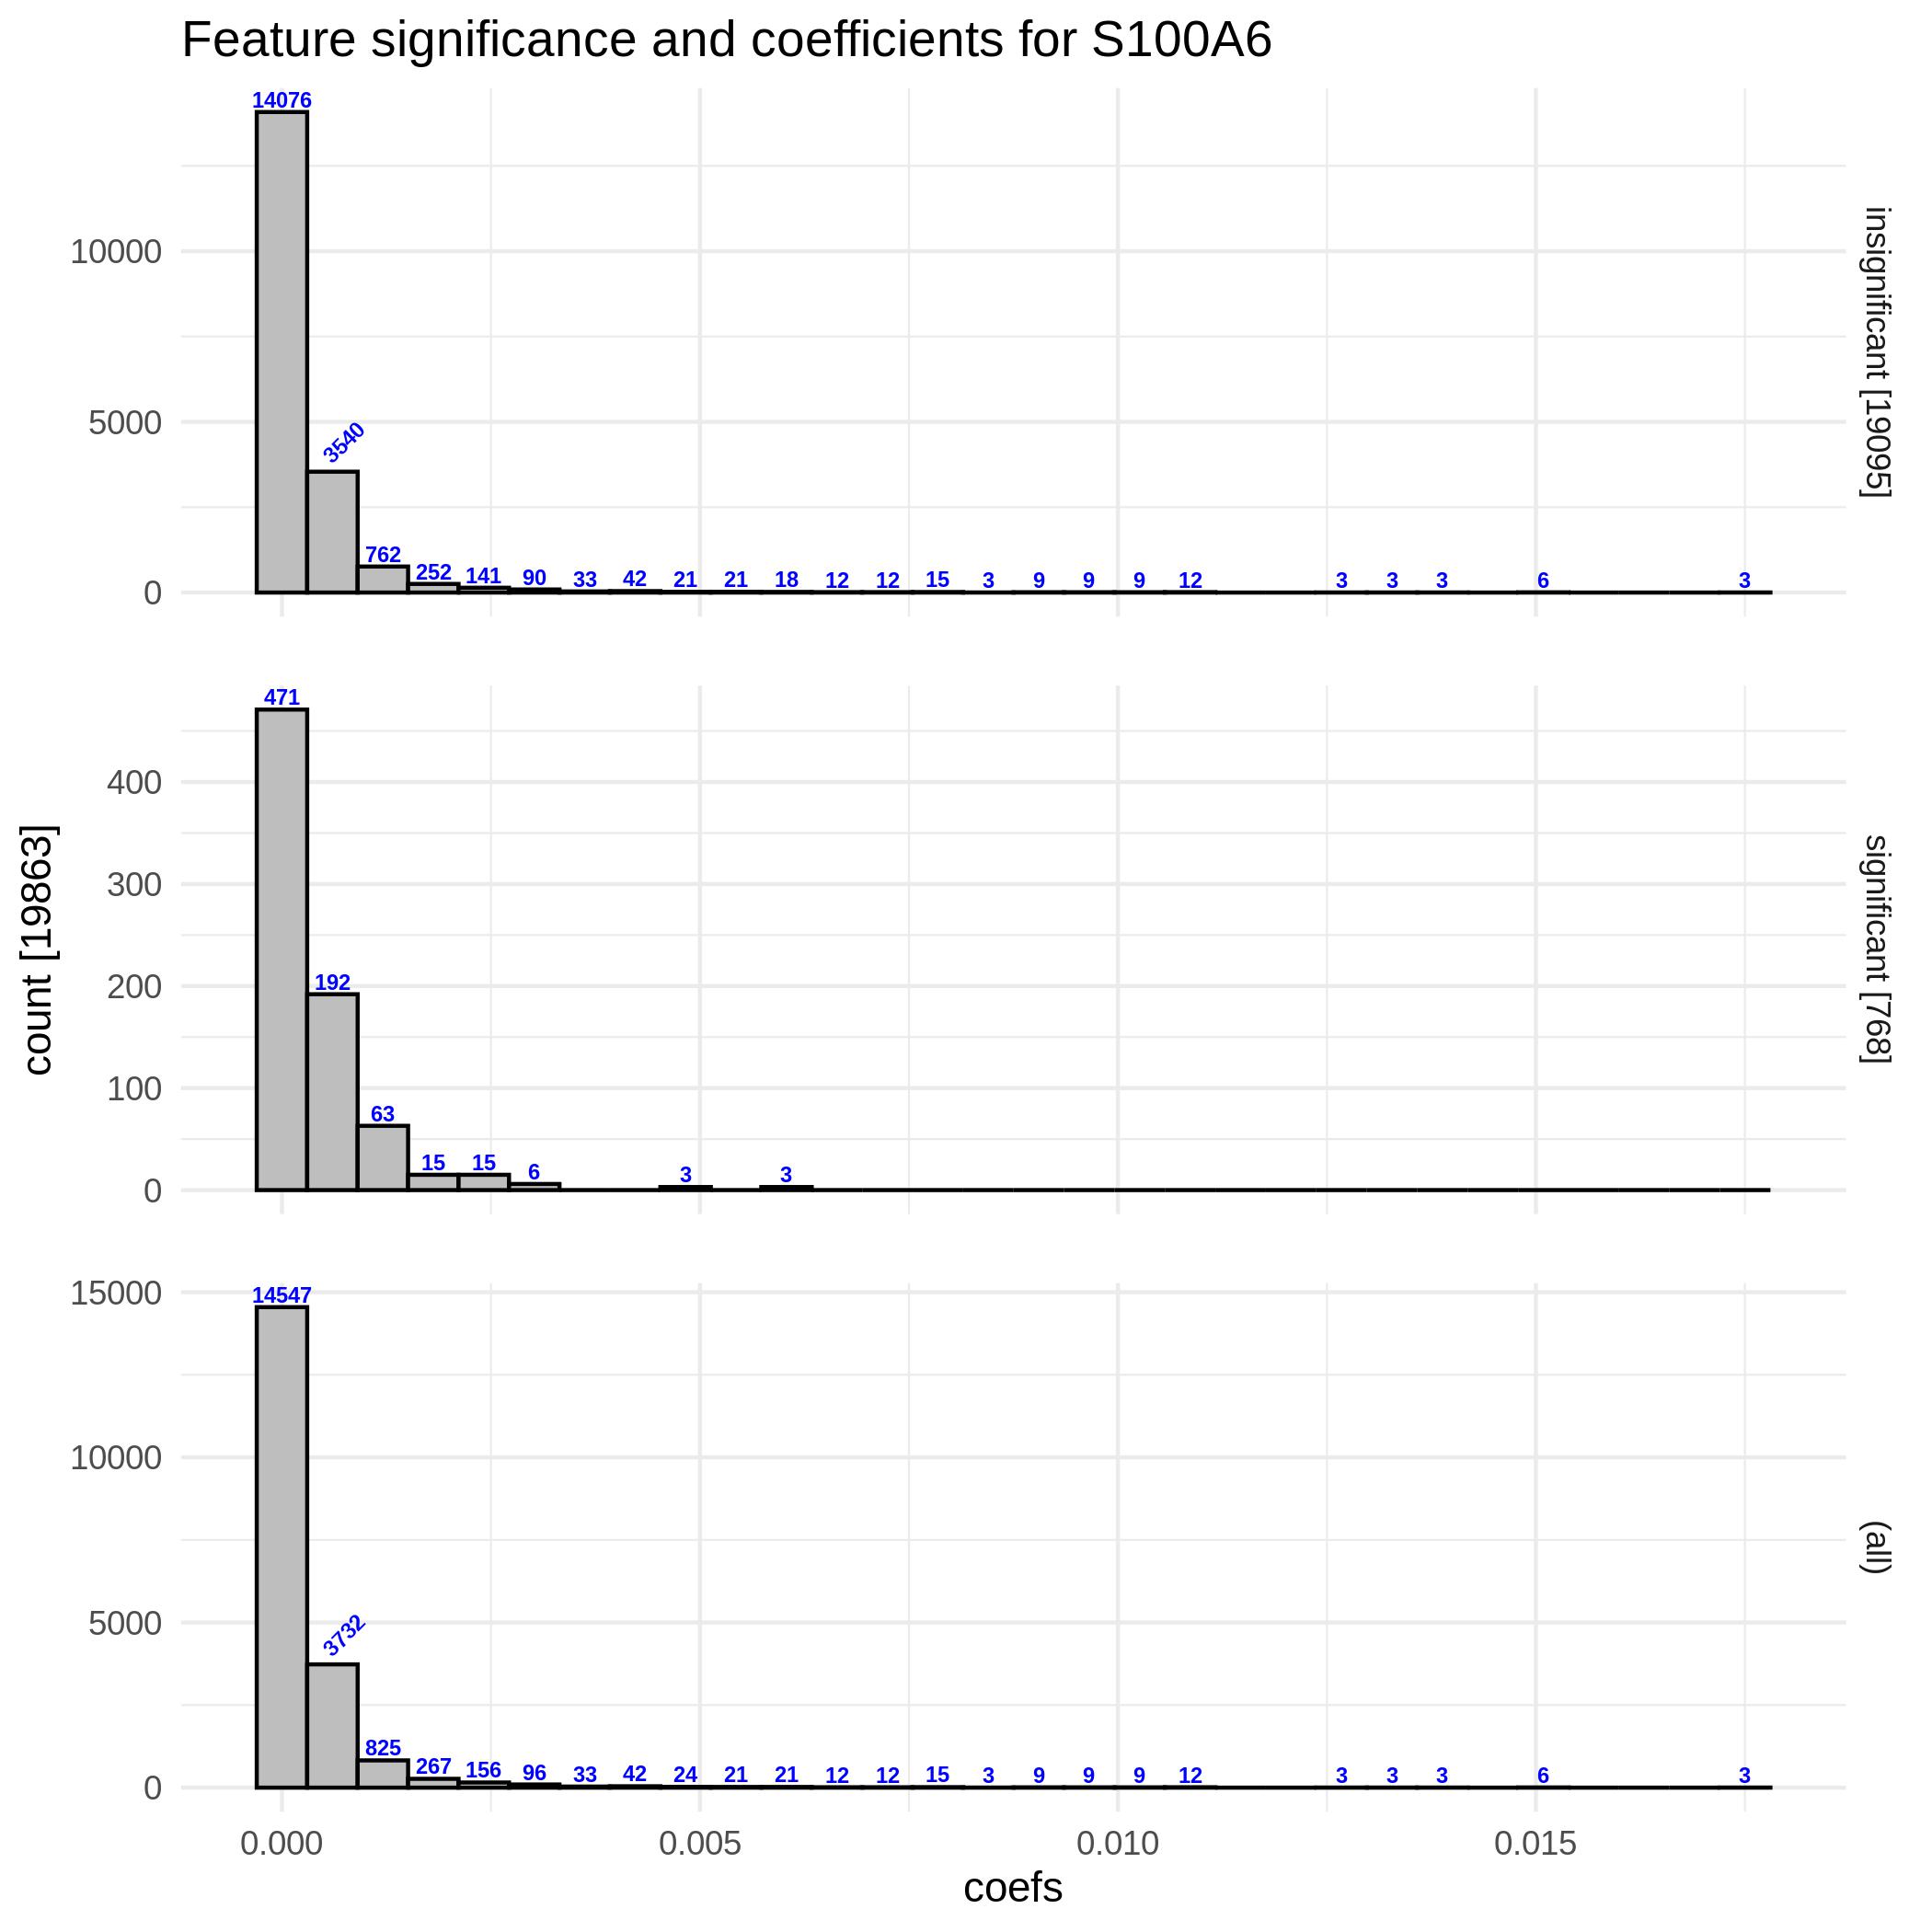 Feature significance and coefficients for S100A6
14076
10000
5000
0
3540
762 252 141 90 33 42 21 21 18 12 12 15 3 9 9 9 12 3 3 3 6 3
insignificant [19095]
count [19863]
471
400
300
200
100
0
192
63
15 15 6 3 3
significant [768]
15000
14547
10000
5000
0
3732
825 267 156 96 33 42 24 21 21 12 12 15 3 9 9 9 12 3 3 3 6 3
(all)
0.000 0.005 0.010 0.015
coefs